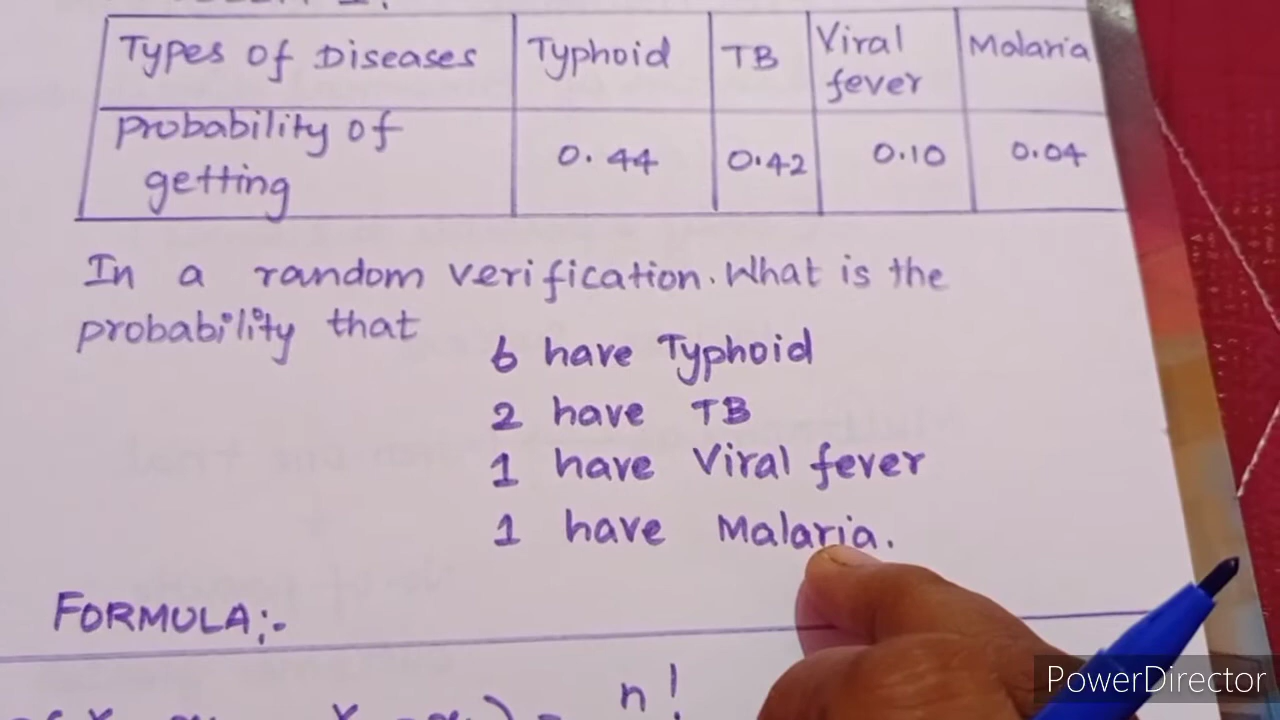 Types of Diseases Typhoid TB Viral fever Malaria
Probability of getting 0.44 0.42 0.10 0.04
In a random verification. What is the
probability that
6 have Typhoid
2 have TB
1 have Viral fever
1 have Malaria.
FORMULA:-
n!
PowerDirector